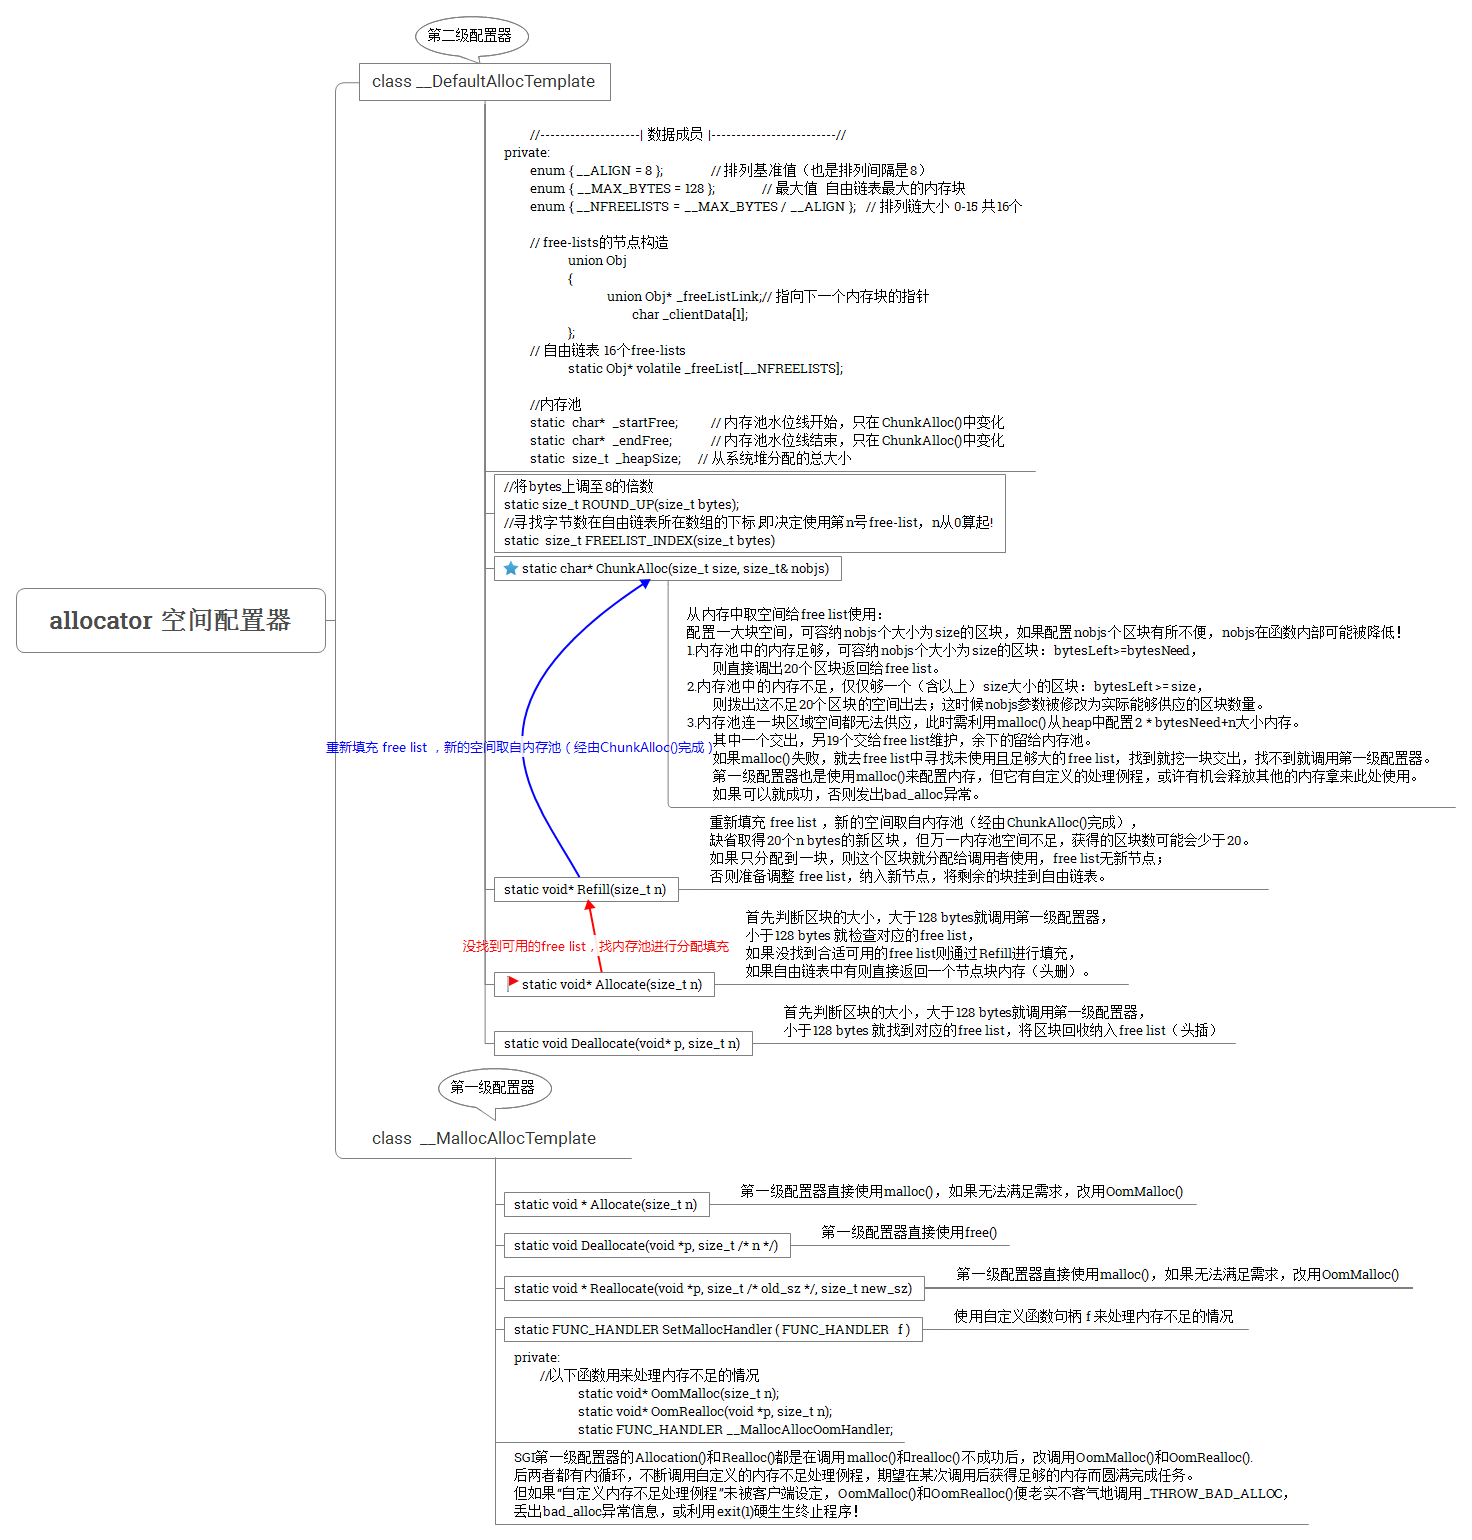 第二级配置器
class __DefaultAllocTemplate
//--------------------| 数据成员 |-------------------------//
private:
enum { __ALIGN = 8 }; // 排列基准值（也是排列间隔是8）
enum { __MAX_BYTES = 128 }; // 最大值 自由链表最大的内存块
enum { __NFREELISTS = __MAX_BYTES / __ALIGN }; // 排列链大小 0-15 共16个
// free-lists的节点构造
union Obj
{
union Obj* _freeListLink;// 指向下一个内存块的指针
char _clientData[1];
};
// 自由链表 16个free-lists
static Obj* volatile _freeList[__NFREELISTS];
//内存池
static char* _startFree; // 内存池水位线开始，只在 ChunkAlloc()中变化
static char* _endFree; // 内存池水位线结束，只在 ChunkAlloc()中变化
static size_t _heapSize; // 从系统堆分配的总大小
//将bytes上调至8的倍数
static size_t ROUND_UP(size_t bytes);
//寻找字节数在自由链表所在数组的下标,即决定使用第n号free-list，n从0算起!
static size_t FREELIST_INDEX(size_t bytes)
static char* ChunkAlloc(size_t size, size_t& nobjs)
allocator 空间配置器
从内存中取空间给free list使用：
配置一大块空间，可容纳nobjs个大小为size的区块，如果配置nobjs个区块有所不便，nobjs在函数内部可能被降低！
1.内存池中的内存足够，可容纳nobjs个大小为size的区块：bytesLeft>=bytesNeed，
则直接调出20个区块返回给free list。
2.内存池中的内存不足，仅仅够一个（含以上）size大小的区块：bytesLeft >= size，
则拨出这不足20个区块的空间出去；这时候nobjs参数被修改为实际能够供应的区块数量。
3.内存池连一块区域空间都无法供应，此时需利用malloc()从heap中配置2 * bytesNeed+n大小内存。
其中一个交出，另19个交给free list维护，余下的留给内存池。
如果malloc()失败，就去free list中寻找未使用且足够大的free list，找到就挖一块交出，找不到就调用第一级配置器。
第一级配置器也是使用malloc()来配置内存，但它有自定义的处理例程，或许有机会释放其他的内存拿来此处使用。
如果可以就成功，否则发出bad_alloc异常。
重新填充 free list ，新的空间取自内存池（经由ChunkAlloc()完成）
重新填充 free list ，新的空间取自内存池（经由ChunkAlloc()完成），
缺省取得20个n bytes的新区块，但万一内存池空间不足，获得的区块数可能会少于20。
如果只分配到一块，则这个区块就分配给调用者使用，free list无新节点；
否则准备调整 free list，纳入新节点，将剩余的块挂到自由链表。
static void* Refill(size_t n)
没找到可用的free list，找内存池进行分配填充
首先判断区块的大小，大于128 bytes就调用第一级配置器，
小于128 bytes 就检查对应的free list，
如果没找到合适可用的free list则通过Refill进行填充，
如果自由链表中有则直接返回一个节点块内存（头删）。
static void* Allocate(size_t n)
首先判断区块的大小，大于128 bytes就调用第一级配置器，
小于128 bytes 就找到对应的free list，将区块回收纳入free list（头插）
static void Deallocate(void* p, size_t n)
第一级配置器
class __MallocAllocTemplate
第一级配置器直接使用malloc()，如果无法满足需求，改用OomMalloc()
static void * Allocate(size_t n)
第一级配置器直接使用free()
static void Deallocate(void *p, size_t /* n */)
第一级配置器直接使用malloc()，如果无法满足需求，改用OomMalloc()
static void * Reallocate(void *p, size_t /* old_sz */, size_t new_sz)
使用自定义函数句柄 f 来处理内存不足的情况
static FUNC_HANDLER SetMallocHandler ( FUNC_HANDLER f )
private:
//以下函数用来处理内存不足的情况
static void* OomMalloc(size_t n);
static void* OomRealloc(void *p, size_t n);
static FUNC_HANDLER __MallocAllocOomHandler;
SGI第一级配置器的Allocation()和Realloc()都是在调用malloc()和realloc()不成功后，改调用OomMalloc()和OomRealloc().
后两者都有内循环，不断调用自定义的内存不足处理例程，期望在某次调用后获得足够的内存而圆满完成任务。
但如果“自定义内存不足处理例程”未被客户端设定，OomMalloc()和OomRealloc()便老实不客气地调用_THROW_BAD_ALLOC，
丢出bad_alloc异常信息，或利用exit(1)硬生生终止程序！